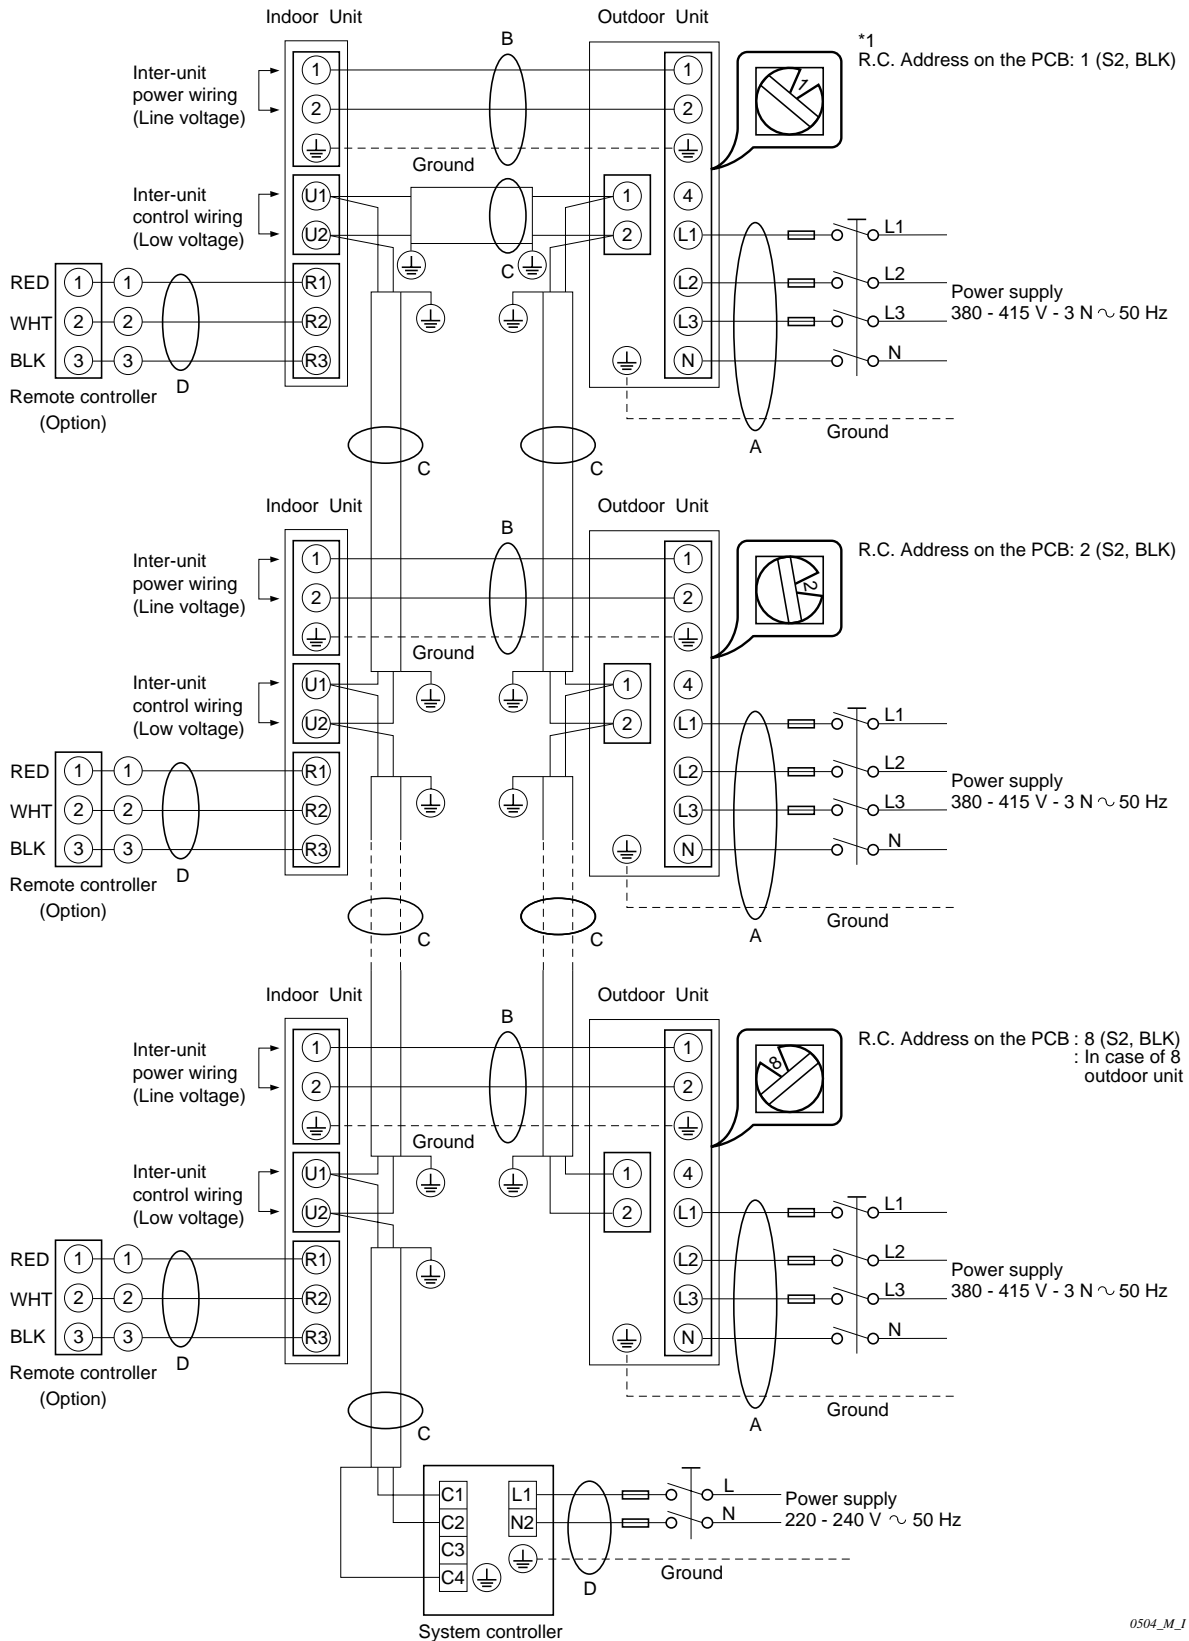 Indoor Unit
Outdoor Unit
B
*1
R.C. Address on the PCB: 1 (S2, BLK)
1
Inter-unit
power wiring
(Line voltage)
1
2
1
2
Ground
Inter-unit
control wiring
(Low voltage)
U1
U2
C
1
2
4
L1
L1
L2
L2
Power supply
380 - 415 V - 3 N ~ 50 Hz
L3
L3
N
N
RED 1 1 R1
WHT 2 2 R2
BLK 3 3 R3
D
Remote controller
(Option)
Ground
A
C
C
Indoor Unit
Outdoor Unit
B
R.C. Address on the PCB: 2 (S2, BLK)
2
Inter-unit
power wiring
(Line voltage)
1
2
1
2
Ground
Inter-unit
control wiring
(Low voltage)
U1
U2
1
2
4
L1
L1
L2
L2
Power supply
380 - 415 V - 3 N ~ 50 Hz
L3
L3
N
N
RED 1 1 R1
WHT 2 2 R2
BLK 3 3 R3
D
Remote controller
(Option)
Ground
A
C
C
Indoor Unit
Outdoor Unit
B
R.C. Address on the PCB : 8 (S2, BLK)
: In case of 8
outdoor unit
8
Inter-unit
power wiring
(Line voltage)
1
2
1
2
Ground
Inter-unit
control wiring
(Low voltage)
U1
U2
1
2
4
L1
L1
L2
L2
Power supply
380 - 415 V - 3 N ~ 50 Hz
L3
L3
N
N
RED 1 1 R1
WHT 2 2 R2
BLK 3 3 R3
D
Remote controller
(Option)
Ground
A
C
C1
C2
C3
C4
L1
N2
L
N
Power supply
220 - 240 V ~ 50 Hz
Ground
D
System controller
0504_M_I